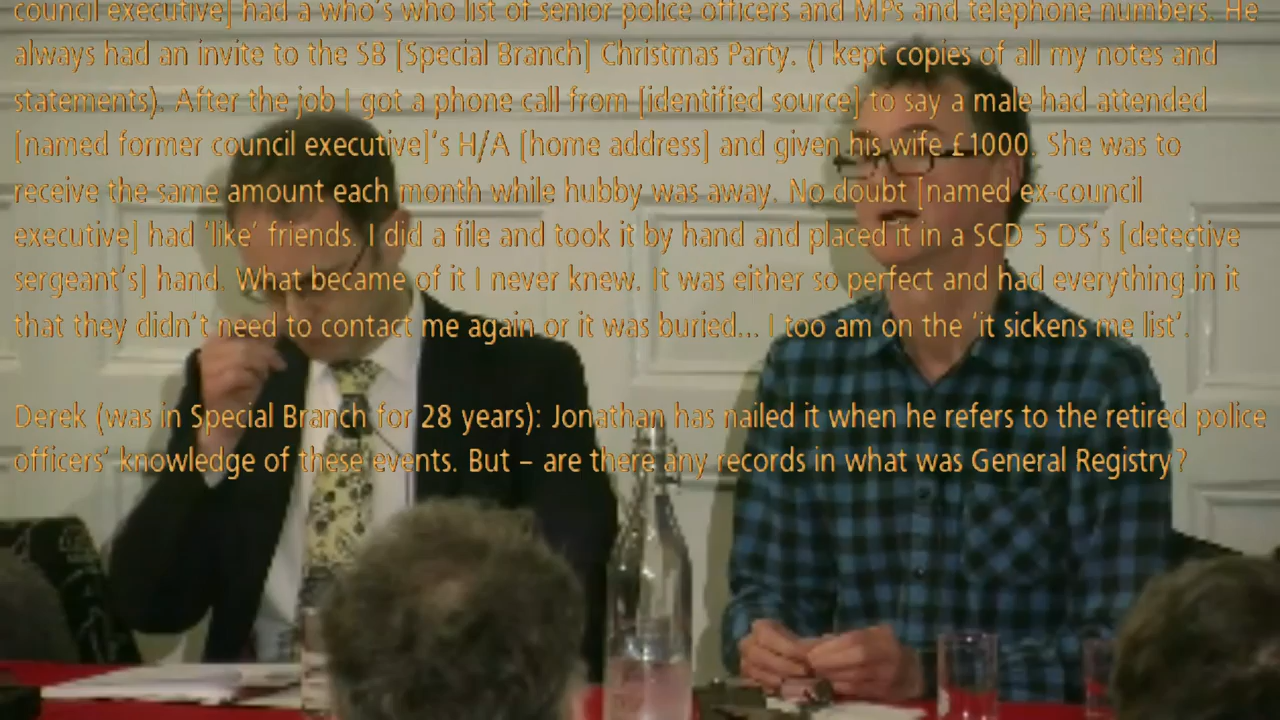 council executive] had a who's who list of senior police officers and MPs and telephone numbers. He
always had an invite to the SB [Special Branch] Christmas Party. (I kept copies of all my notes and
statements). After the job I got a phone call from [identified source] to say a male had attended
[named former council executive]'s H/A [home address] and given his wife £1000. She was to
receive the same amount each month while hubby was away. No doubt [named ex-council
executive] had 'like' friends. I did a file and took it by hand and placed it in a SCD 5 DS's [detective
sergeant's] hand. What became of it I never knew. It was either so perfect and had everything in it
that they didn't need to contact me again or it was buried... I too am on the 'it sickens me list'.
Derek (was in Special Branch for 28 years): Jonathan has nailed it when he refers to the retired police
officers' knowledge of these events. But – are there any records in what was General Registry?